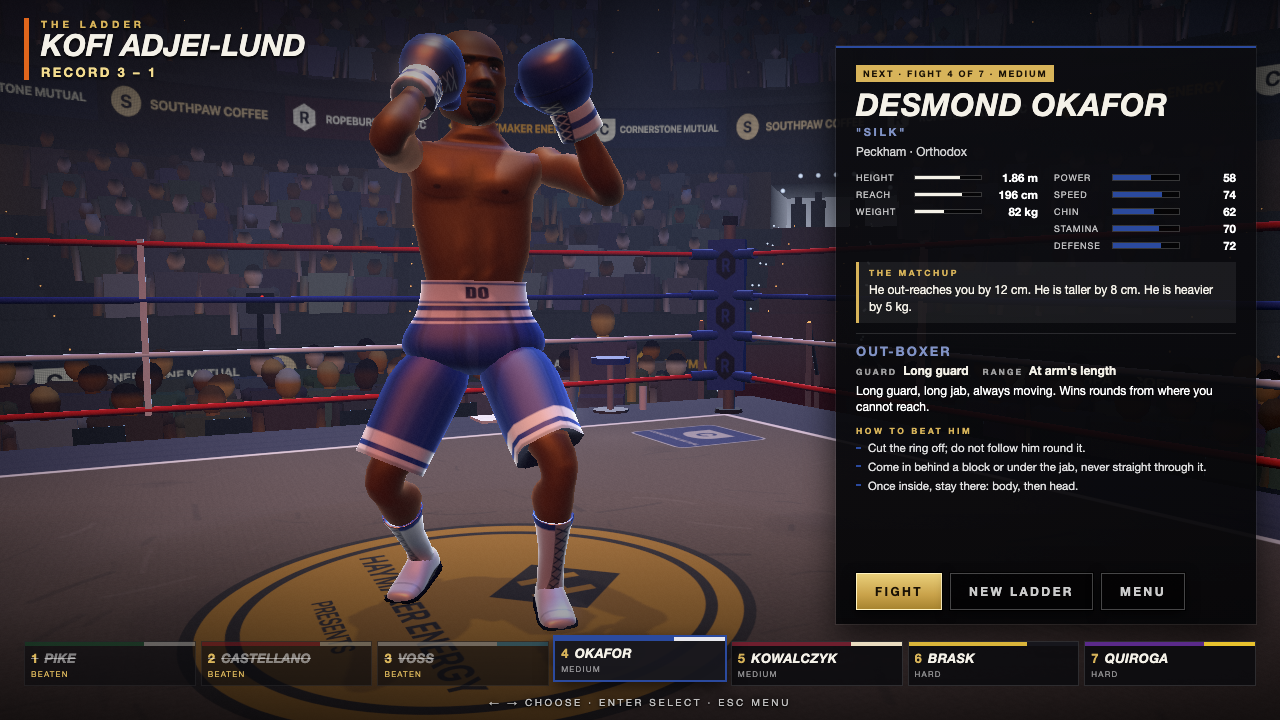 THE LADDER
KOFI ADJEI-LUND
RECORD 3 – 1
STONE MUTUAL
S SOUTHPAW COFFEE
R
MAKER
C CORNERSTONE MUTUAL
S SOUTHPAW
NEXT · FIGHT 4 OF 7 · MEDIUM
DESMOND OKAFOR
"SILK"
Peckham · Orthodox
HEIGHT 1.86 m
REACH 196 cm
WEIGHT 82 kg
POWER 58
SPEED 74
CHIN 62
STAMINA 70
DEFENSE 72
THE MATCHUP
He out-reaches you by 12 cm. He is taller by 8 cm. He is heavier
by 5 kg.
OUT-BOXER
GUARD Long guard RANGE At arm's length
Long guard, long jab, always moving. Wins rounds from where you
cannot reach.
HOW TO BEAT HIM
– Cut the ring off; do not follow him round it.
– Come in behind a block or under the jab, never straight through it.
– Once inside, stay there: body, then head.
FIGHT
NEW LADDER
MENU
DO
R
R
R
PRESENTS
ENERGY
1 PIKE
BEATEN
2 CASTELLANO
BEATEN
3 VOSS
BEATEN
4 OKAFOR
MEDIUM
5 KOWALCZYK
MEDIUM
6 BRASK
HARD
7 QUIROGA
HARD
← → CHOOSE · ENTER SELECT · ESC MENU